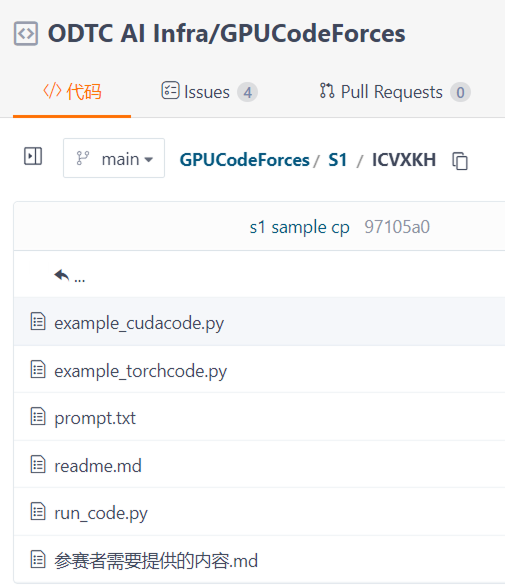 ODTC AI Infra/GPUCodeForces
代码 Issues 4 Pull Requests 0
main GPUCodeForces / S1 / ICVXKH
s1 sample cp 97105a0
...
example_cudacode.py
example_torchcode.py
prompt.txt
readme.md
run_code.py
参赛者需要提供的内容.md